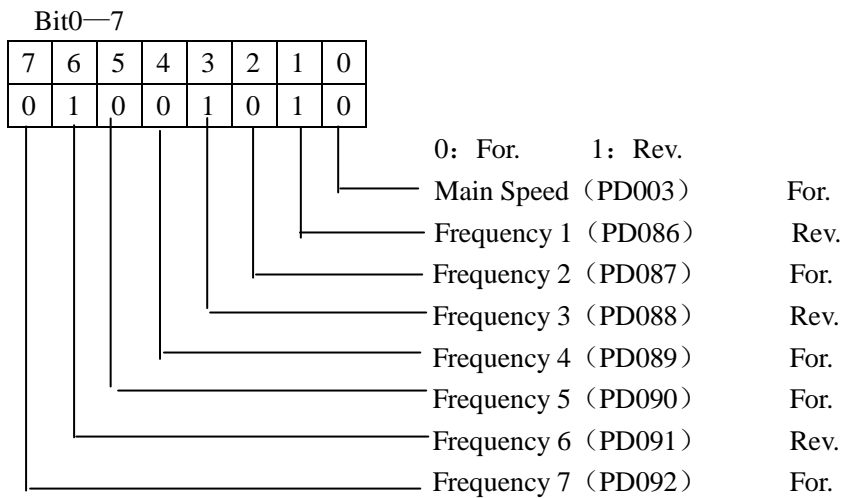 Bit0—7
7 6 5 4 3 2 1 0
0 1 0 0 1 0 1 0
0：For. 1：Rev.
Main Speed（PD003） For.
Frequency 1（PD086） Rev.
Frequency 2（PD087） For.
Frequency 3（PD088） Rev.
Frequency 4（PD089） For.
Frequency 5（PD090） For.
Frequency 6（PD091） Rev.
Frequency 7（PD092） For.